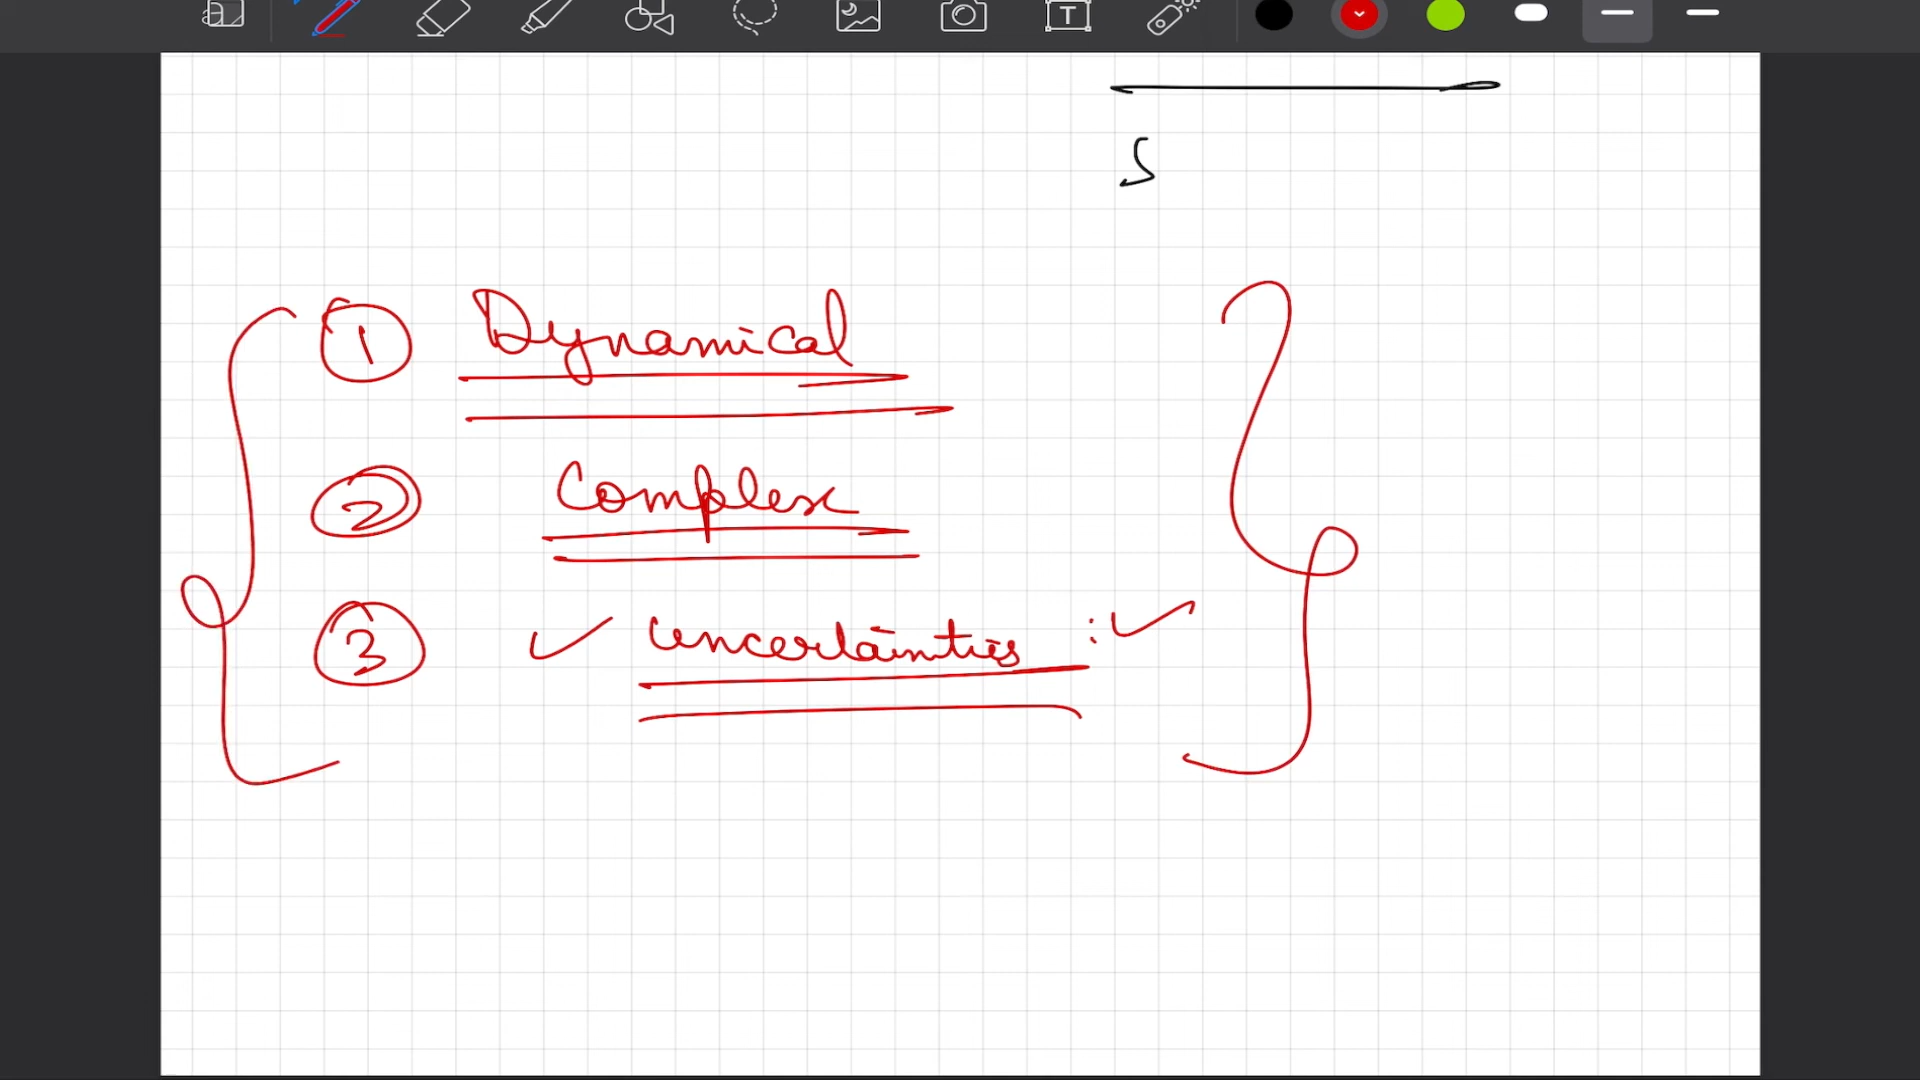 S
1 Dynamical
2 Complex
3 ✓ uncertainties : ✓